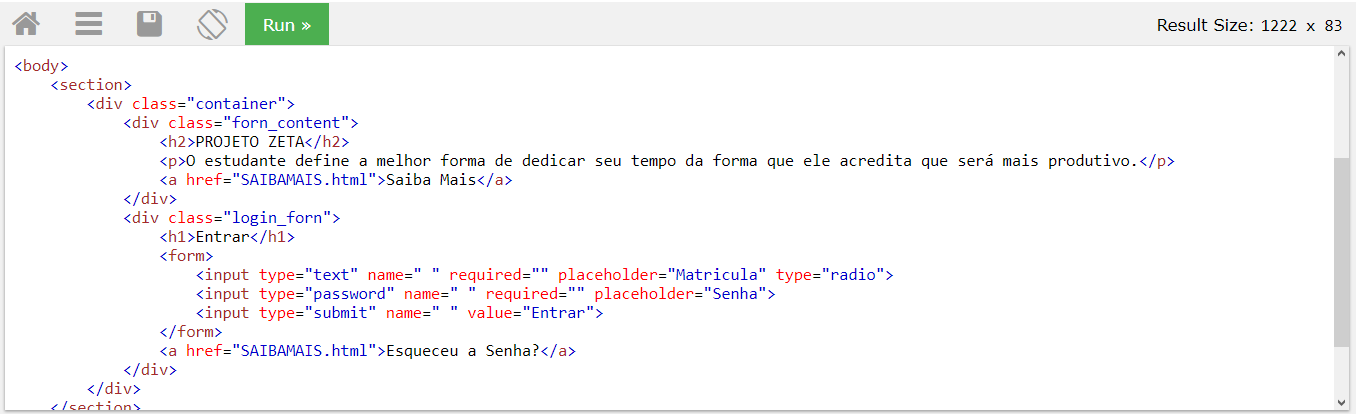 Run »
Result Size: 1222 x 83
<body>
<section>
<div class="container">
<div class="forn_content">
<h2>PROJETO ZETA</h2>
<p>O estudante define a melhor forma de dedicar seu tempo da forma que ele acredita que será mais produtivo.</p>
<a href="SAIBAMAIS.html">Saiba Mais</a>
</div>
<div class="login_forn">
<h1>Entrar</h1>
<form>
<input type="text" name=" " required="" placeholder="Matricula" type="radio">
<input type="password" name=" " required="" placeholder="Senha">
<input type="submit" name=" " value="Entrar">
</form>
<a href="SAIBAMAIS.html">Esqueceu a Senha?</a>
</div>
</div>
</section>